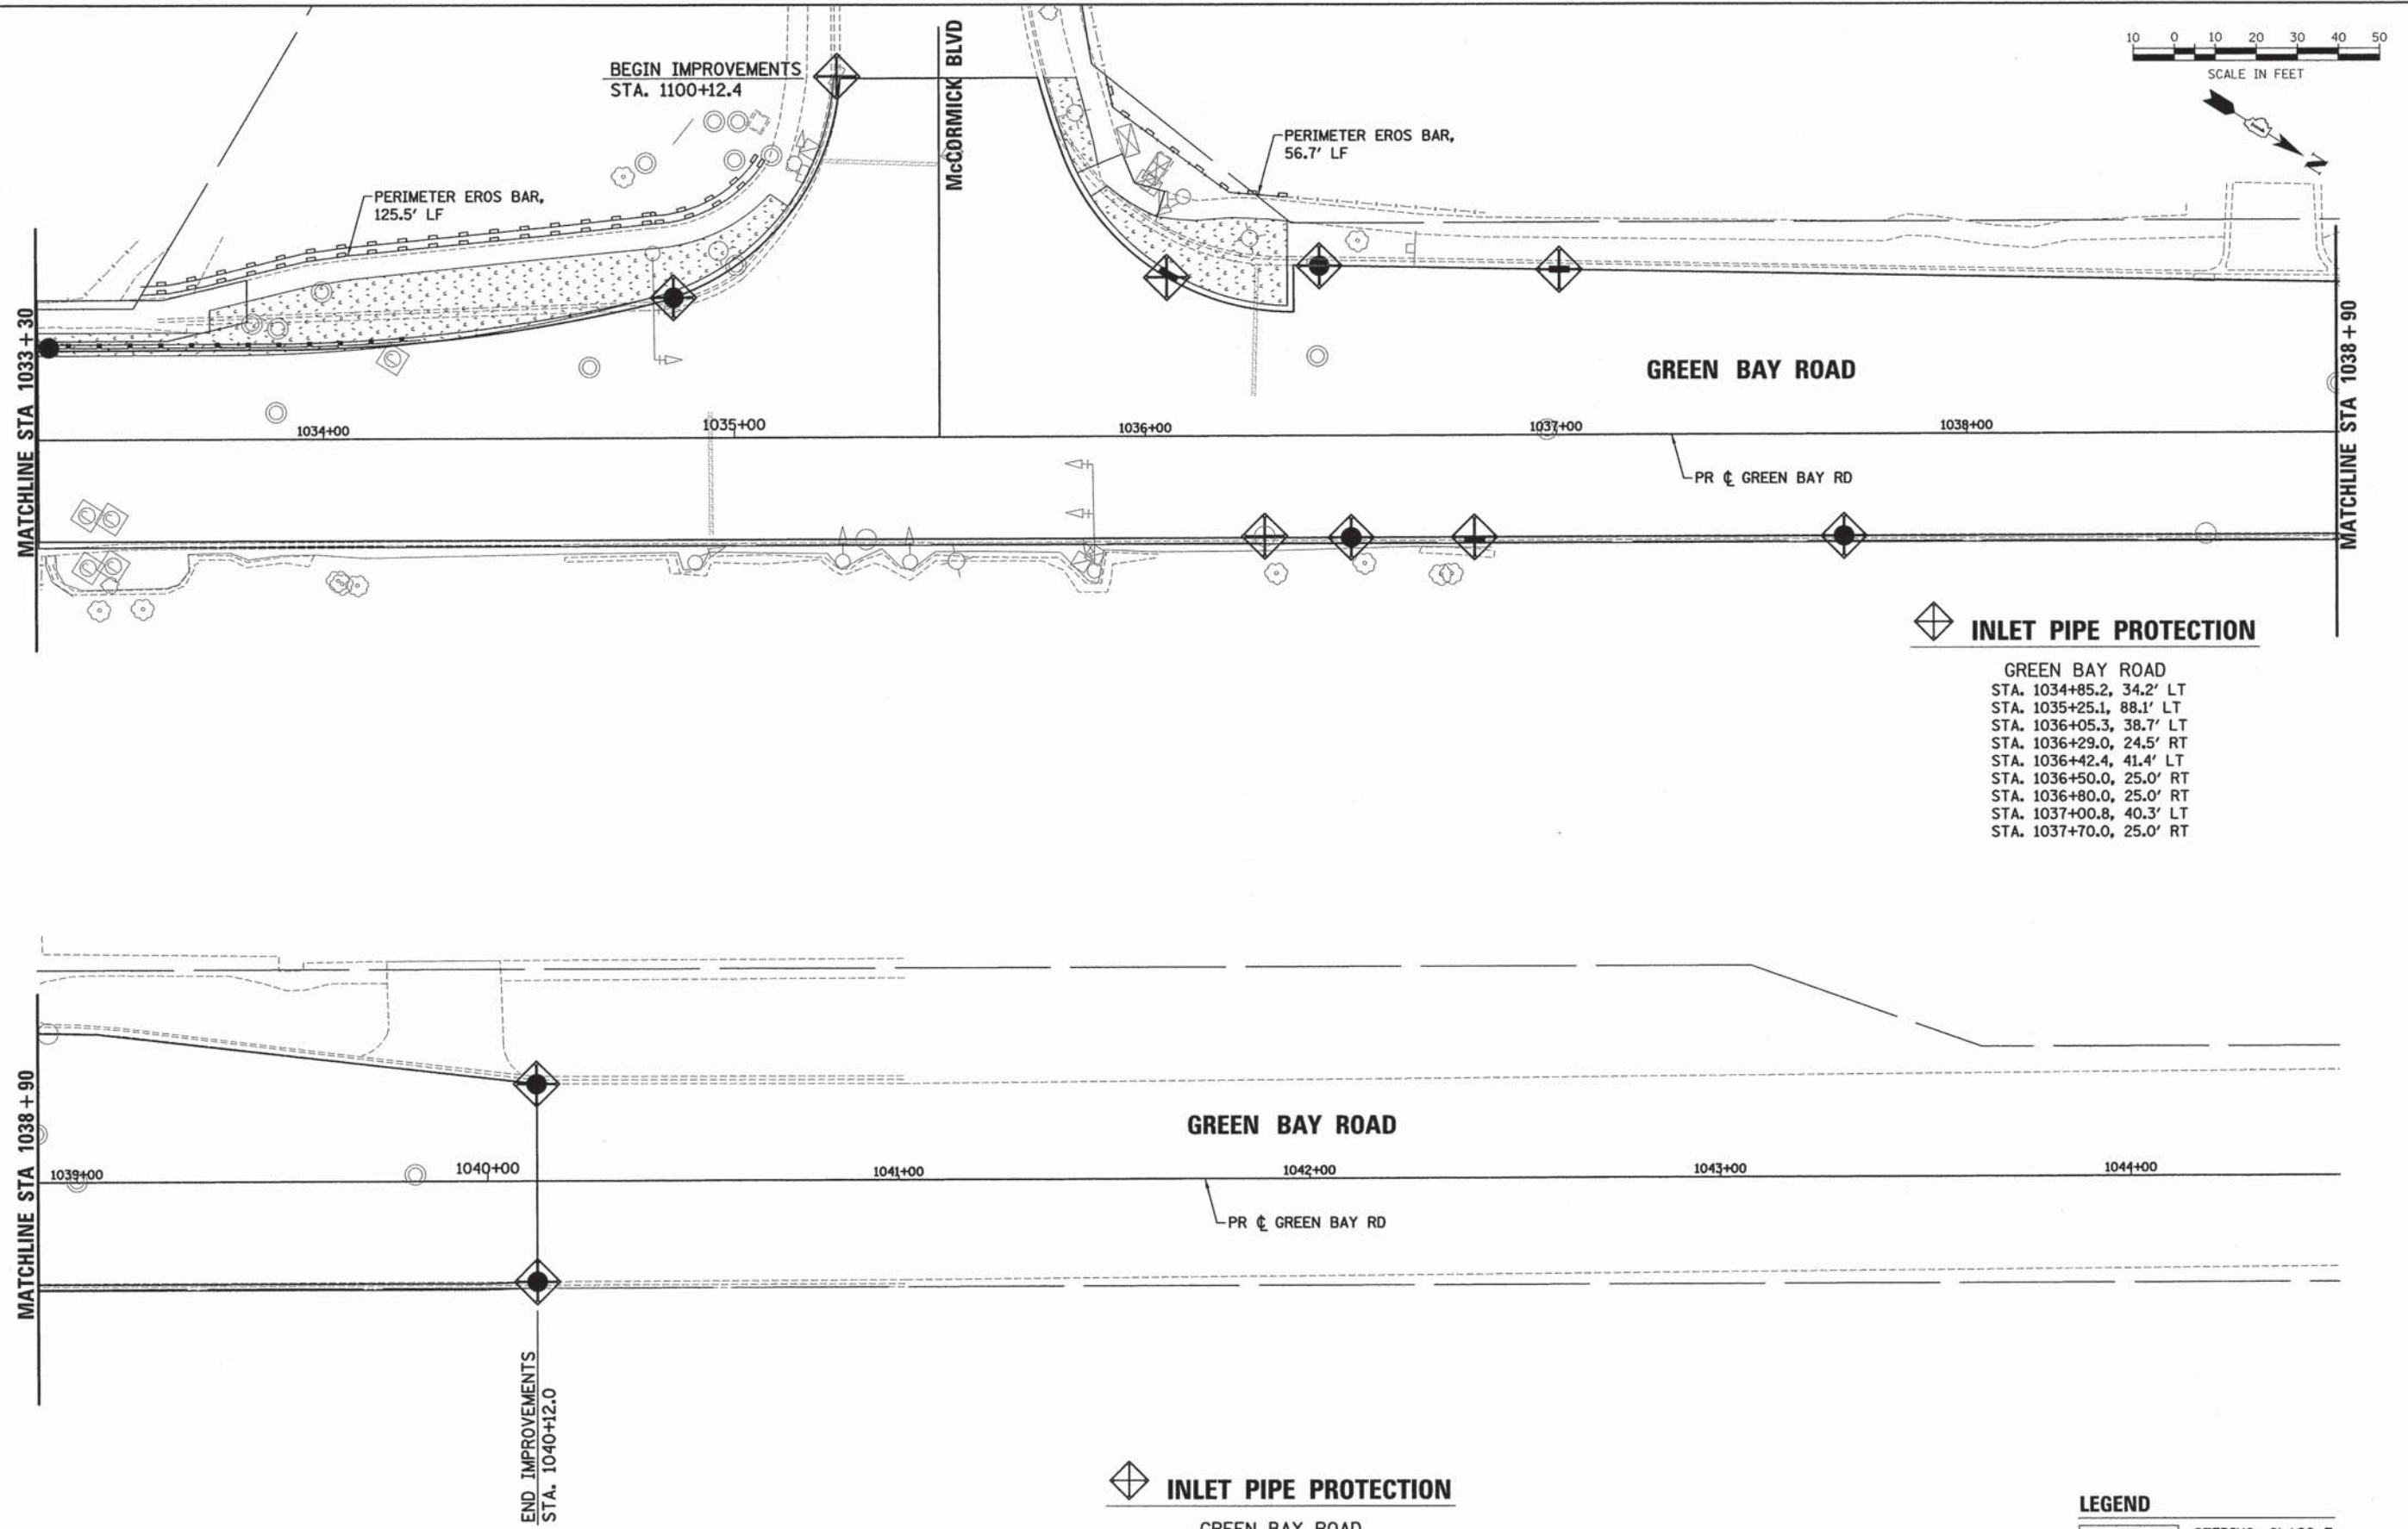 10 0 10 20 30 40 50
SCALE IN FEET
N
BEGIN IMPROVEMENTS
STA. 1100+12.4
McCORMICK BLVD
PERIMETER EROS BAR,
56.7' LF
PERIMETER EROS BAR,
125.5' LF
MATCHLINE STA 1033+30
GREEN BAY ROAD
MATCHLINE STA 1038+90
1034+00
1035+00
1036+00
1037+00
1038+00
PR ℄ GREEN BAY RD
INLET PIPE PROTECTION
GREEN BAY ROAD
STA. 1034+85.2, 34.2' LT
STA. 1035+25.1, 88.1' LT
STA. 1036+05.3, 38.7' LT
STA. 1036+29.0, 24.5' RT
STA. 1036+42.4, 41.4' LT
STA. 1036+50.0, 25.0' RT
STA. 1036+80.0, 25.0' RT
STA. 1037+00.8, 40.3' LT
STA. 1037+70.0, 25.0' RT
MATCHLINE STA 1038+90
GREEN BAY ROAD
1039+00
1040+00
1041+00
1042+00
1043+00
1044+00
PR ℄ GREEN BAY RD
END IMPROVEMENTS
STA. 1040+12.0
INLET PIPE PROTECTION
GREEN BAY ROAD
LEGEND